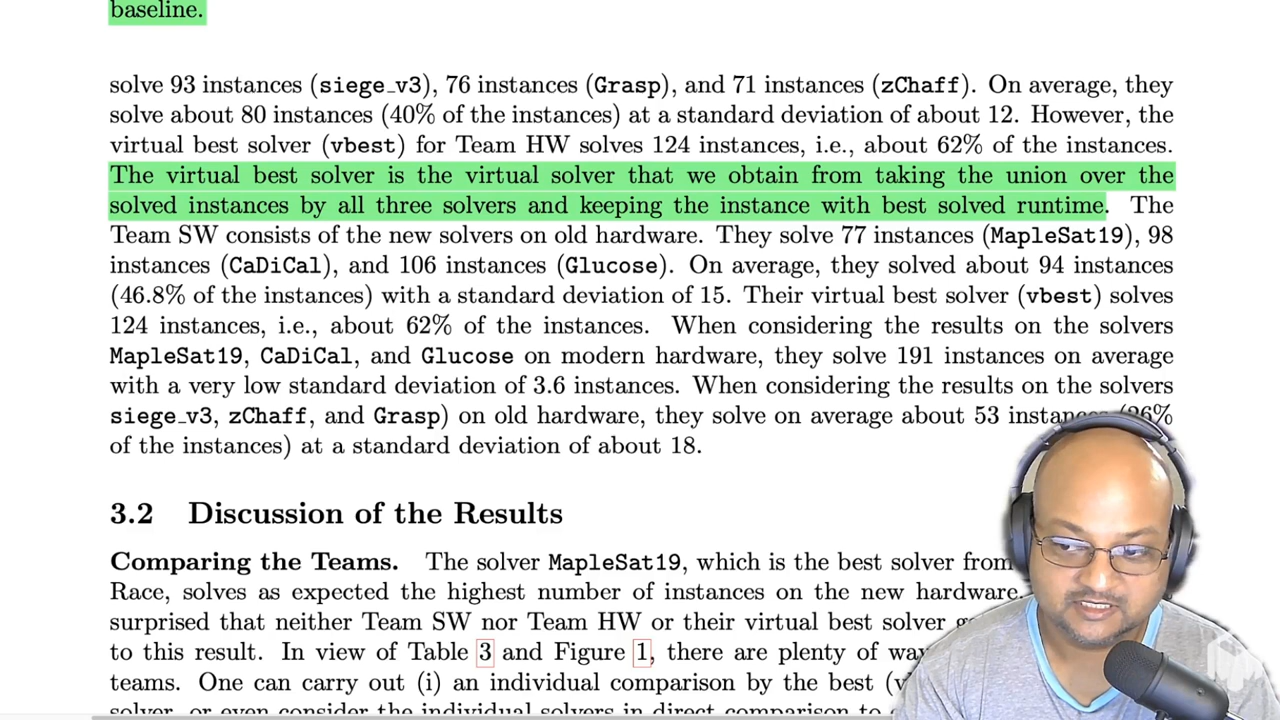 baseline.
solve 93 instances (siege_v3), 76 instances (Grasp), and 71 instances (zChaff). On average, they
solve about 80 instances (40% of the instances) at a standard deviation of about 12. However, the
virtual best solver (vbest) for Team HW solves 124 instances, i.e., about 62% of the instances.
The virtual best solver is the virtual solver that we obtain from taking the union over the
solved instances by all three solvers and keeping the instance with best solved runtime. The
Team SW consists of the new solvers on old hardware. They solve 77 instances (MapleSat19), 98
instances (CaDiCal), and 106 instances (Glucose). On average, they solved about 94 instances
(46.8% of the instances) with a standard deviation of 15. Their virtual best solver (vbest) solves
124 instances, i.e., about 62% of the instances. When considering the results on the solvers
MapleSat19, CaDiCal, and Glucose on modern hardware, they solve 191 instances on average
with a very low standard deviation of 3.6 instances. When considering the results on the solvers
siege_v3, zChaff, and Grasp) on old hardware, they solve on average about 53 instances (26%
of the instances) at a standard deviation of about 18.
3.2 Discussion of the Results
Comparing the Teams. The solver MapleSat19, which is the best solver from
Race, solves as expected the highest number of instances on the new hardware.
surprised that neither Team SW nor Team HW or their virtual best solver
to this result. In view of Table 3 and Figure 1, there are plenty of
teams. One can carry out (i) an individual comparison by the best
solver, or even consider the individual solvers in direct comparison to